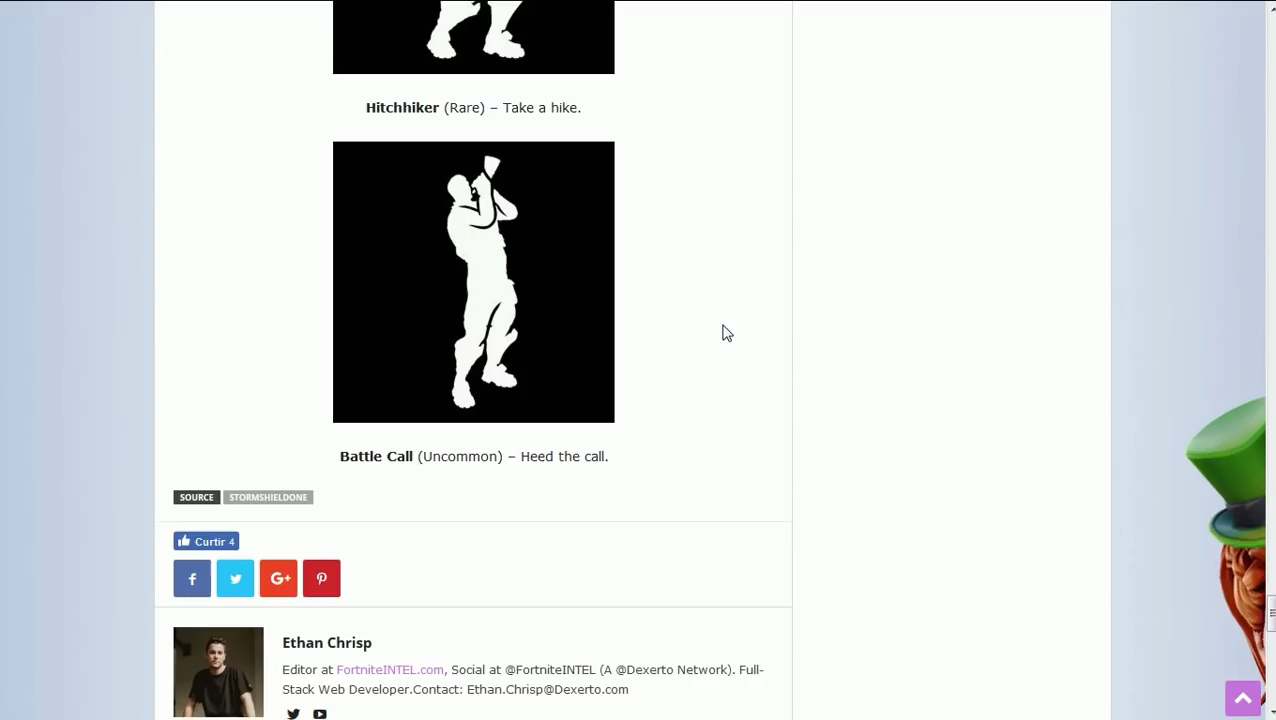 Hitchhiker (Rare) – Take a hike.
Battle Call (Uncommon) – Heed the call.
SOURCE STORMSHIELDONE
Curtir 4
f G+
Ethan Chrisp
Editor at FortniteINTEL.com, Social at @FortniteINTEL (A @Dexerto Network). Full-
Stack Web Developer.Contact: Ethan.Chrisp@Dexerto.com